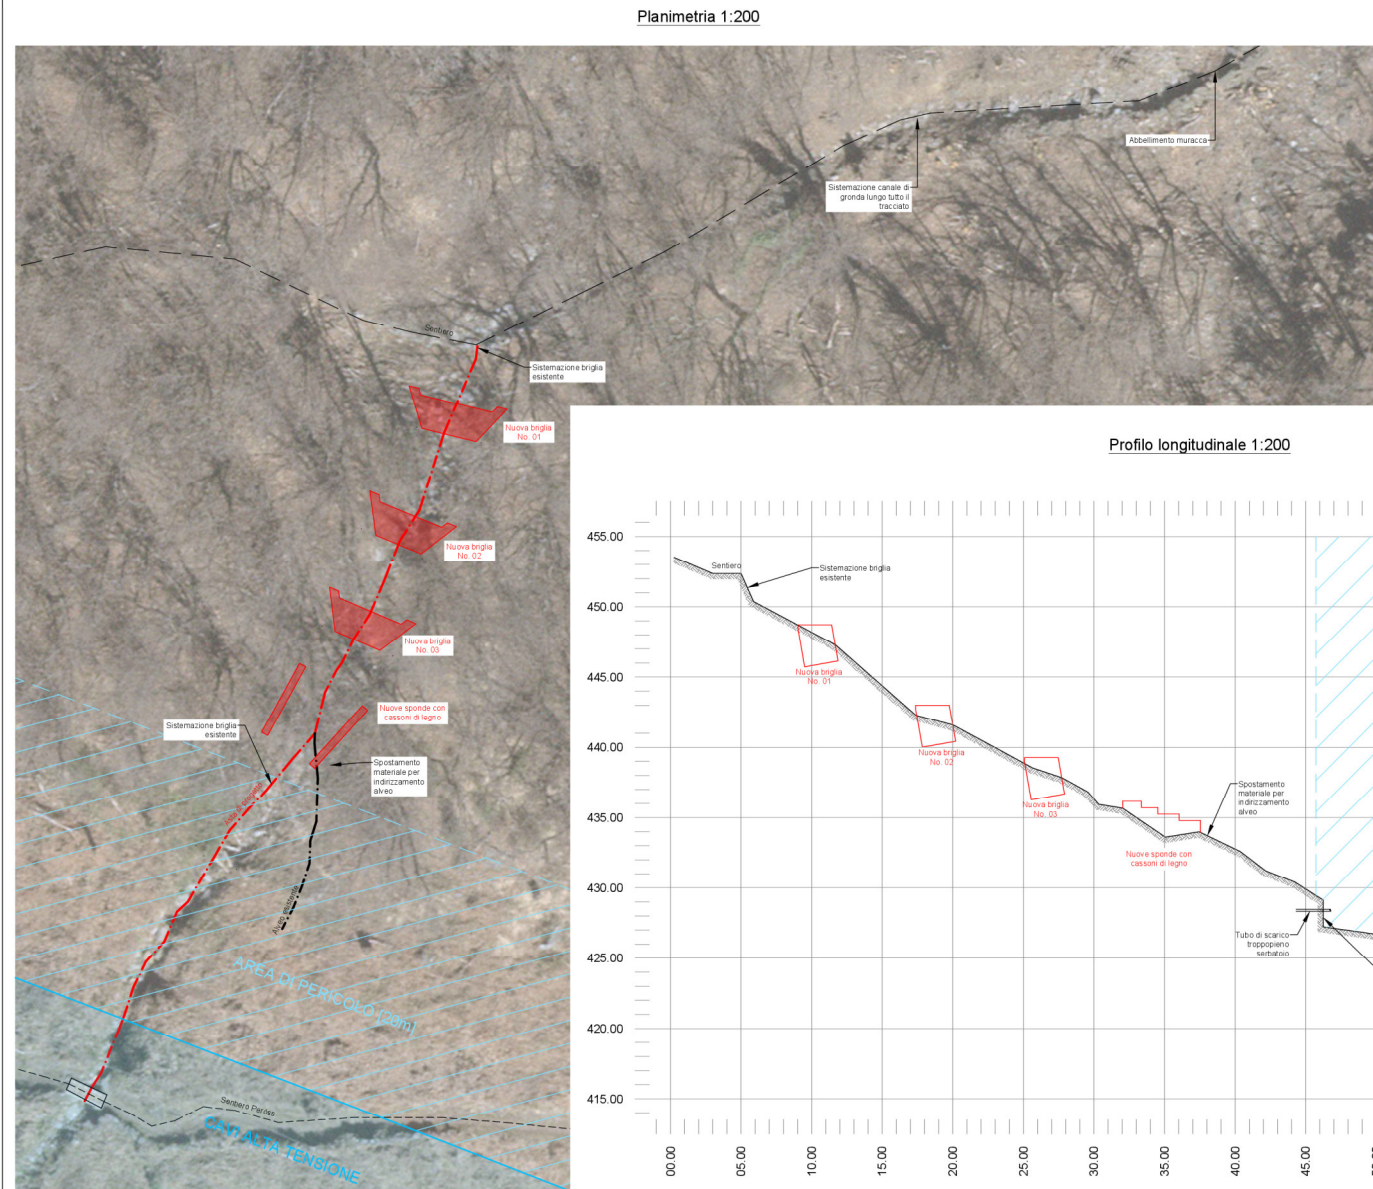 Planimetria 1:200
Abbellimento muracca
Sistemazione canale di
gronda lungo tutto il
tracciato
Sentiero
Sistemazione briglia
esistente
Nuova briglia
No. 01
Nuova briglia
No. 02
Nuova briglia
No. 03
Nuove sponde con
cassoni di legno
Sistemazione briglia
esistente
Spostamento
materiale per
indirizzamento
alveo
Alveo esistente
AREA DI PERICOLO [20m]
Sentiero
CAVI ALTA TENSIONE
Profilo longitudinale 1:200
455.00
450.00
445.00
440.00
435.00
430.00
425.00
420.00
415.00
Sentiero
Sistemazione briglia
esistente
Nuova briglia
No. 01
Nuova briglia
No. 02
Nuova briglia
No. 03
Nuove sponde con
cassoni di legno
Spostamento
materiale per
indirizzamento
alveo
Tubo di scarico
troppopieno
serbatoio
00.00
05.00
10.00
15.00
20.00
25.00
30.00
35.00
40.00
45.00